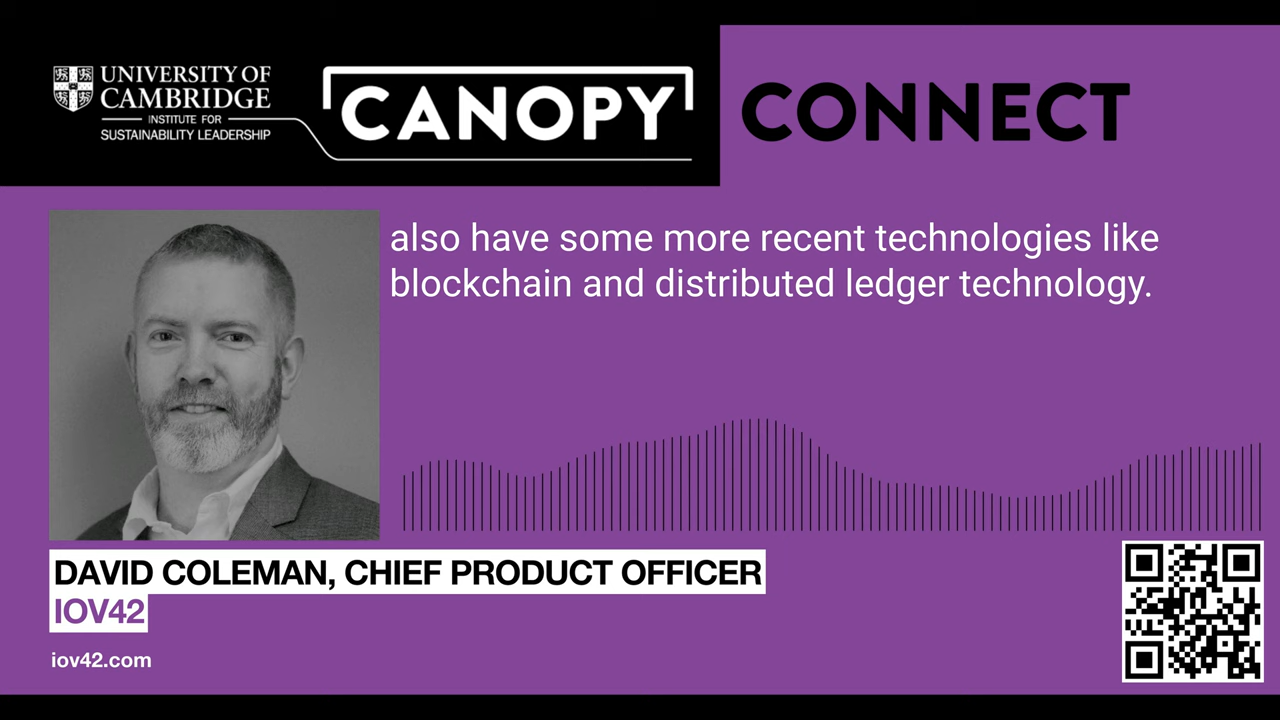 UNIVERSITY OF
CAMBRIDGE
INSTITUTE FOR
SUSTAINABILITY LEADERSHIP
CANOPY
CONNECT
also have some more recent technologies like
blockchain and distributed ledger technology.
DAVID COLEMAN, CHIEF PRODUCT OFFICER
IOV42
iov42.com